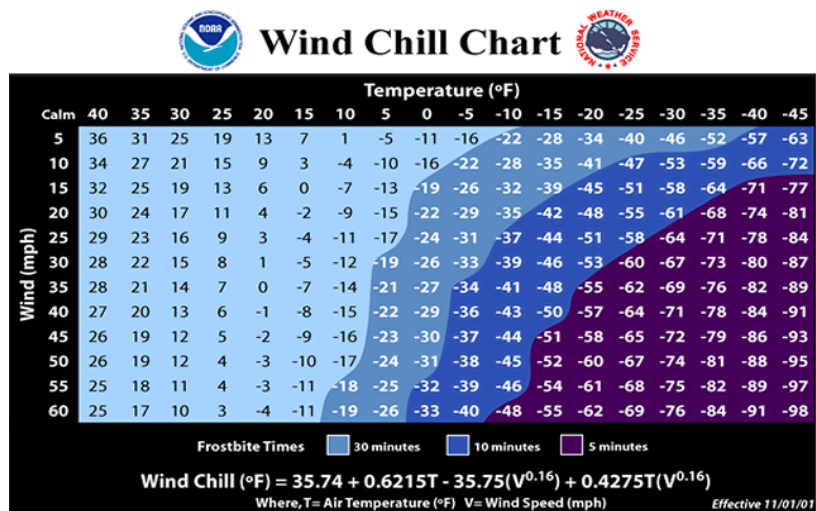 NOAA
Wind Chill Chart
NATIONAL WEATHER SERVICE
Temperature (ºF)
Calm 40 35 30 25 20 15 10 5 0 -5 -10 -15 -20 -25 -30 -35 -40 -45
Wind (mph)
5 36 31 25 19 13 7 1 -5 -11 -16 -22 -28 -34 -40 -46 -52 -57 -63
10 34 27 21 15 9 3 -4 -10 -16 -22 -28 -35 -41 -47 -53 -59 -66 -72
15 32 25 19 13 6 0 -7 -13 -19 -26 -32 -39 -45 -51 -58 -64 -71 -77
20 30 24 17 11 4 -2 -9 -15 -22 -29 -35 -42 -48 -55 -61 -68 -74 -81
25 29 23 16 9 3 -4 -11 -17 -24 -31 -37 -44 -51 -58 -64 -71 -78 -84
30 28 22 15 8 1 -5 -12 -19 -26 -33 -39 -46 -53 -60 -67 -73 -80 -87
35 28 21 14 7 0 -7 -14 -21 -27 -34 -41 -48 -55 -62 -69 -76 -82 -89
40 27 20 13 6 -1 -8 -15 -22 -29 -36 -43 -50 -57 -64 -71 -78 -84 -91
45 26 19 12 5 -2 -9 -16 -23 -30 -37 -44 -51 -58 -65 -72 -79 -86 -93
50 26 19 12 4 -3 -10 -17 -24 -31 -38 -45 -52 -60 -67 -74 -81 -88 -95
55 25 18 11 4 -3 -11 -18 -25 -32 -39 -46 -54 -61 -68 -75 -82 -89 -97
60 25 17 10 3 -4 -11 -19 -26 -33 -40 -48 -55 -62 -69 -76 -84 -91 -98
Frostbite Times 30 minutes 10 minutes 5 minutes
Wind Chill (ºF) = 35.74 + 0.6215T - 35.75(V0.16) + 0.4275T(V0.16)
Where, T= Air Temperature (ºF) V= Wind Speed (mph) Effective 11/01/01